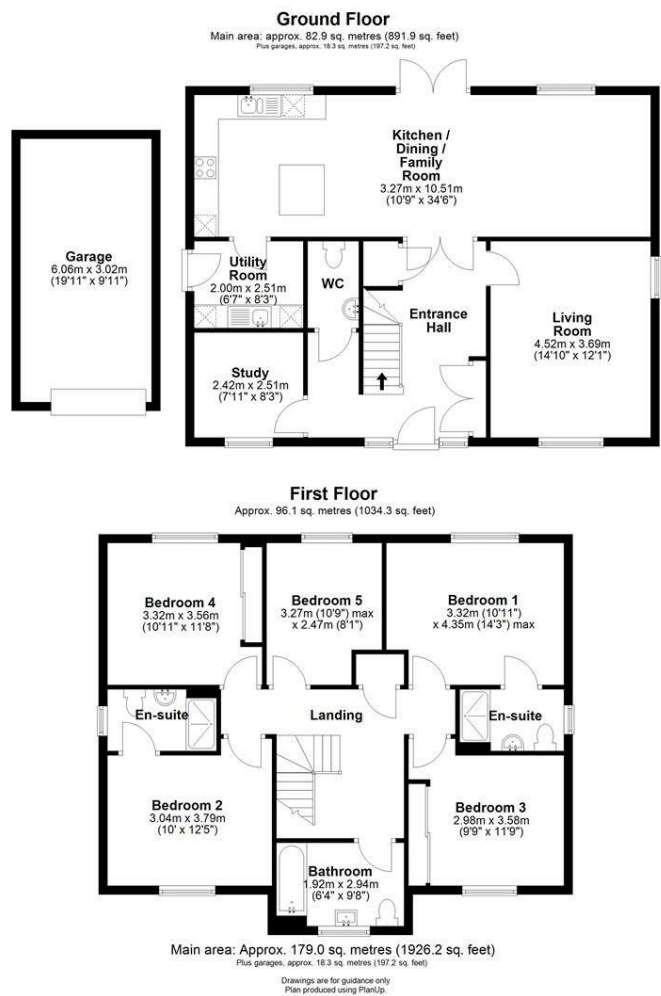 Ground Floor
Main area: approx. 82.9 sq. metres (891.9 sq. feet)
Plus garages, approx. 18.3 sq. metres (197.2 sq. feet)
Kitchen /
Dining /
Family
Room
3.27m x 10.51m
(10'9" x 34'6")
Garage
6.06m x 3.02m
(19'11" x 9'11")
Utility
Room
2.00m x 2.51m
(6'7" x 8'3")
WC
Entrance
Hall
Living
Room
4.52m x 3.69m
(14'10" x 12'1")
Study
2.42m x 2.51m
(7'11" x 8'3")
First Floor
Approx. 96.1 sq. metres (1034.3 sq. feet)
Bedroom 4
3.32m x 3.56m
(10'11" x 11'8")
Bedroom 5
3.27m (10'9") max
x 2.47m (8'1")
Bedroom 1
3.32m (10'11")
x 4.35m (14'3") max
En-suite
Landing
En-suite
Bedroom 2
3.04m x 3.79m
(10' x 12'5")
Bedroom 3
2.98m x 3.58m
(9'9" x 11'9")
Bathroom
1.92m x 2.94m
(6'4" x 9'8")
Main area: Approx. 179.0 sq. metres (1926.2 sq. feet)
Plus garages, approx. 18.3 sq. metres (197.2 sq. feet)
Drawings are for guidance only
Plan produced using PlanUp.